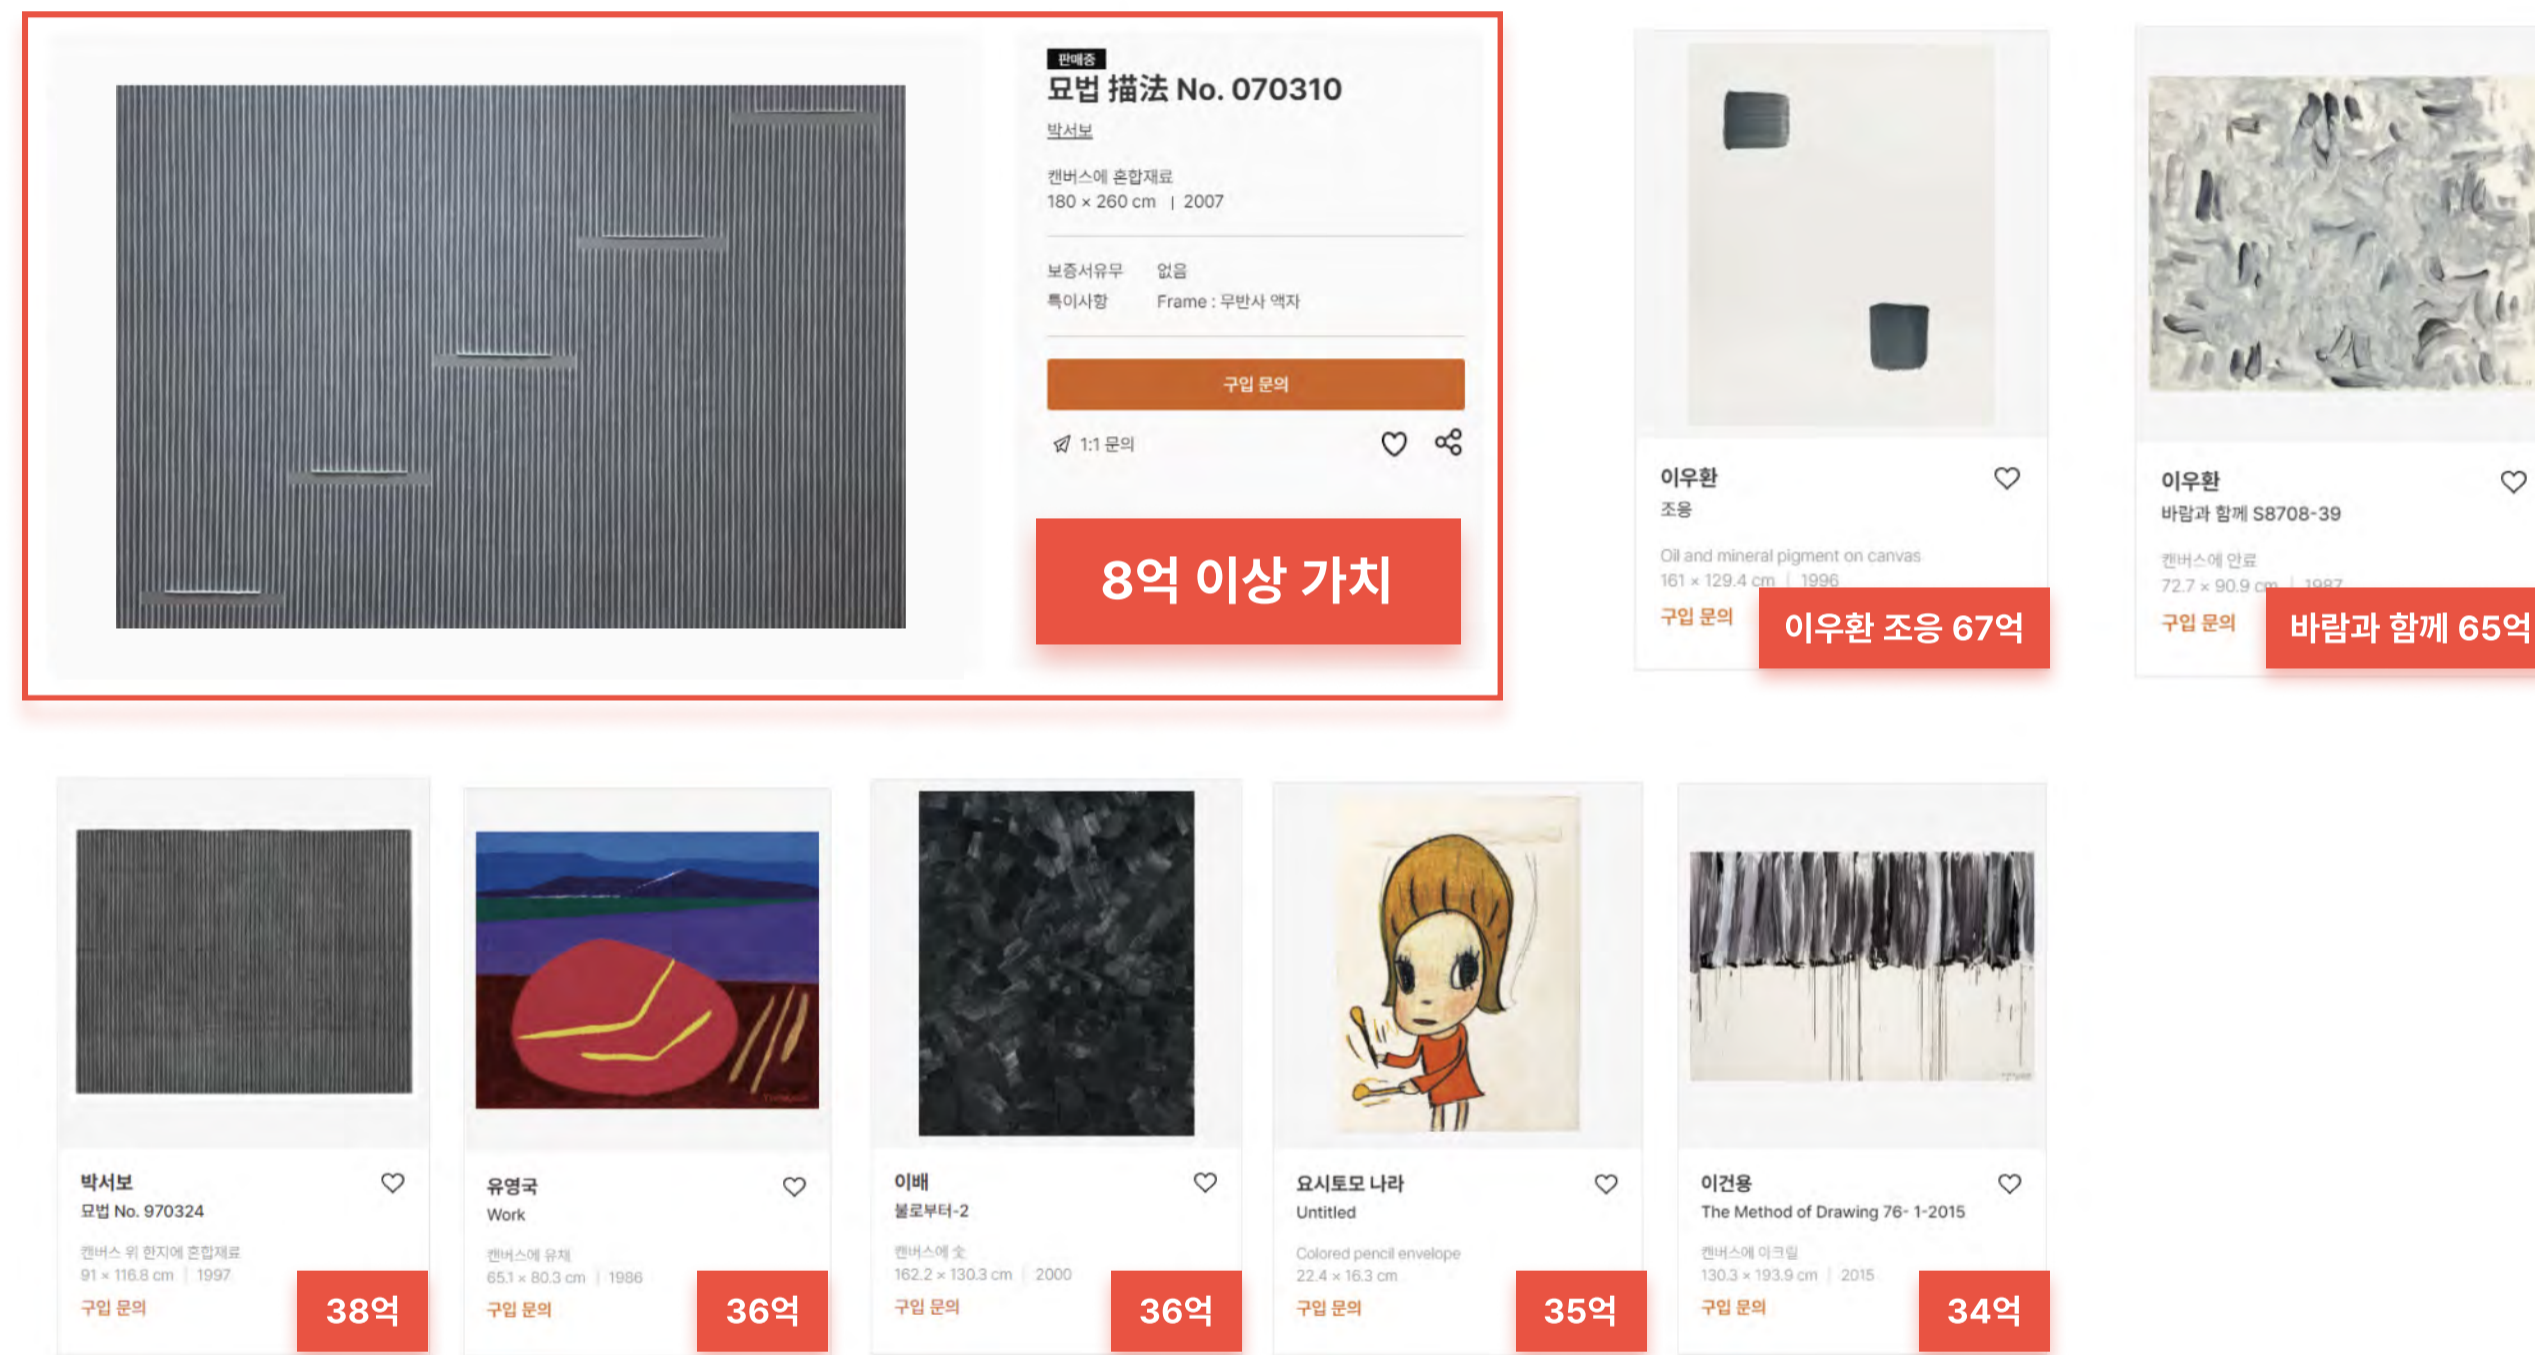 판매중
묘법 描法 No. 070310
박서보
캔버스에 혼합재료
180 × 260 cm | 2007
보증서유무 없음
특이사항 Frame : 무반사 액자
구입 문의
1:1 문의
8억 이상 가치
이우환
조응
Oil and mineral pigment on canvas
161 × 129.4 cm | 1996
구입 문의
이우환 조응 67억
이우환
바람과 함께 S8708-39
캔버스에 안료
72.7 × 90.9 cm | 1987
구입 문의
바람과 함께 65억
박서보
묘법 No. 970324
캔버스 위 한지에 혼합재료
91 × 116.8 cm | 1997
구입 문의
38억
유영국
Work
캔버스에 유채
65.1 × 80.3 cm | 1986
구입 문의
36억
이배
불로부터-2
캔버스에 숯
162.2 × 130.3 cm | 2000
구입 문의
36억
요시토모 나라
Untitled
Colored pencil envelope
22.4 × 16.3 cm
구입 문의
35억
이건용
The Method of Drawing 76- 1-2015
캔버스에 아크릴
130.3 × 193.9 cm | 2015
구입 문의
34억